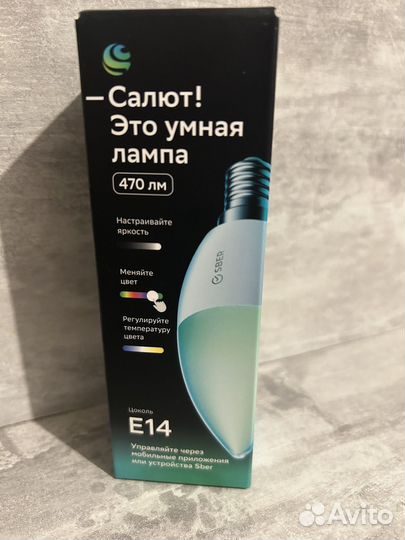 –Салют!
Это умная
лампа
470 лм
Настраивайте
яркость
Меняйте
цвет
Регулируйте
температуру
цвета
SBER
Цоколь
E14
Управляйте через
мобильные приложения
или устройства Sber
Avito